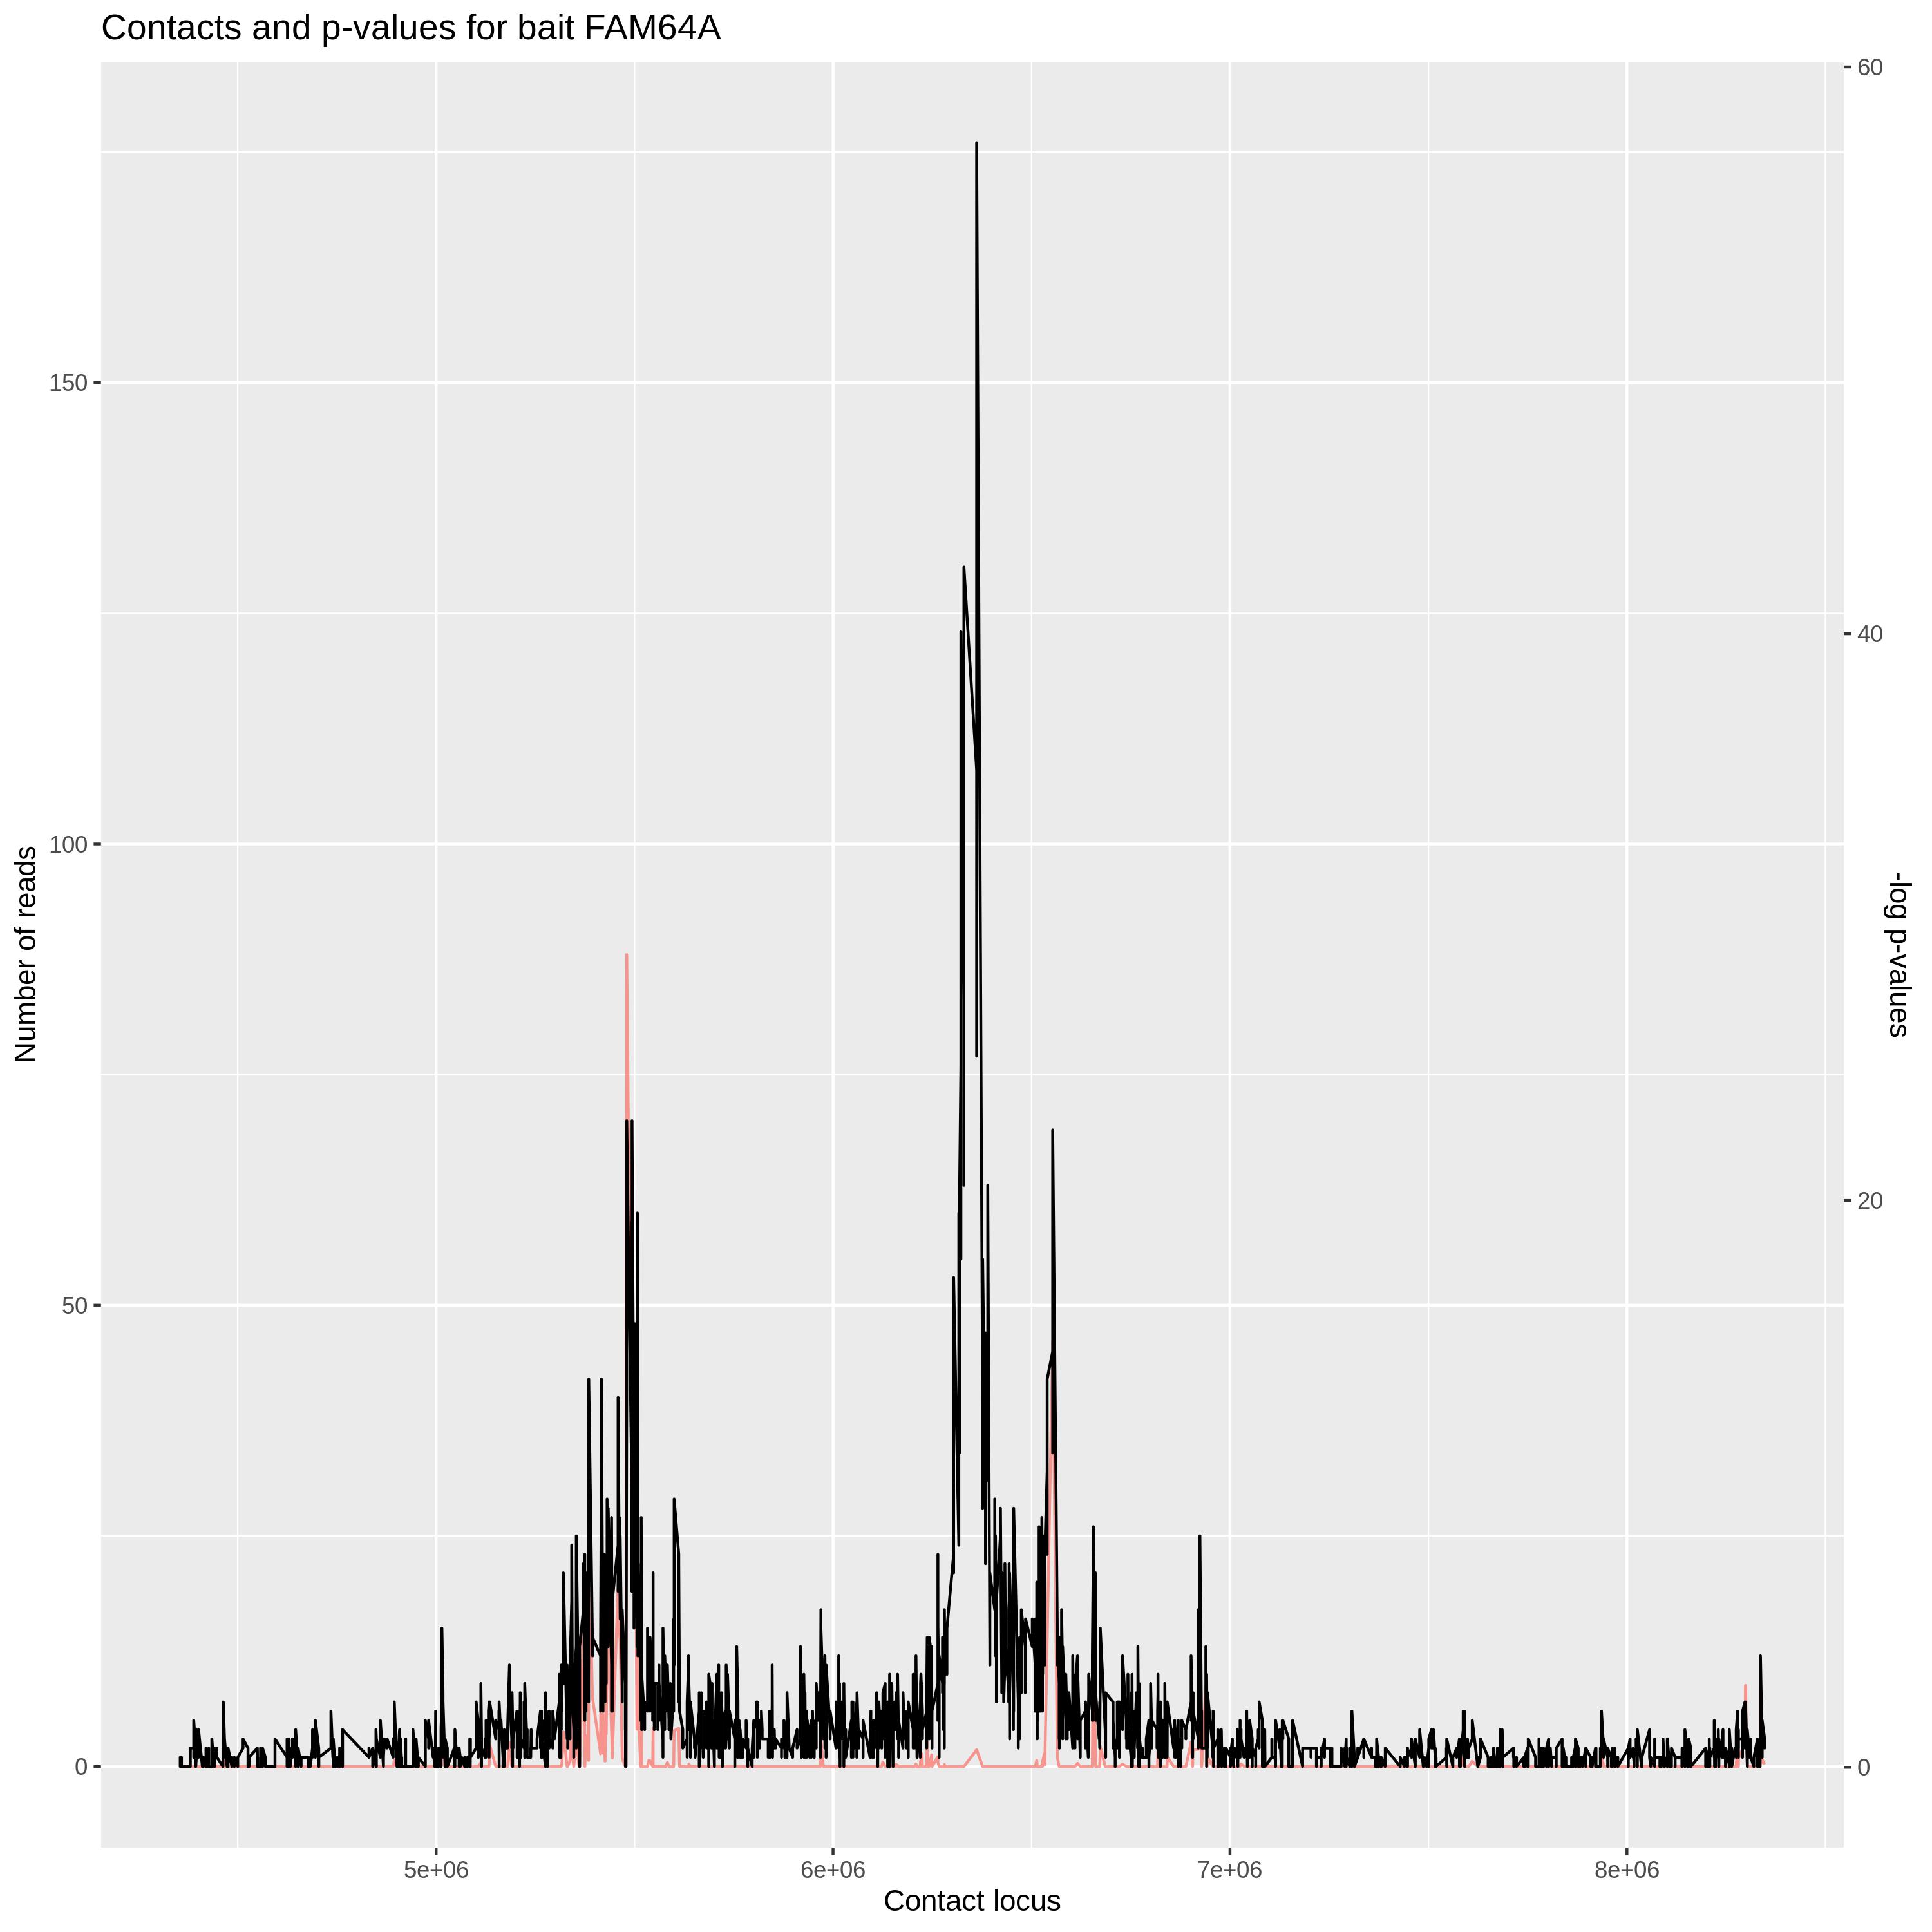 Contacts and p-values for bait FAM64A
60
150
40
100
Number of reads
-log p-values
20
50
0
0
5e+06
6e+06
7e+06
8e+06
Contact locus